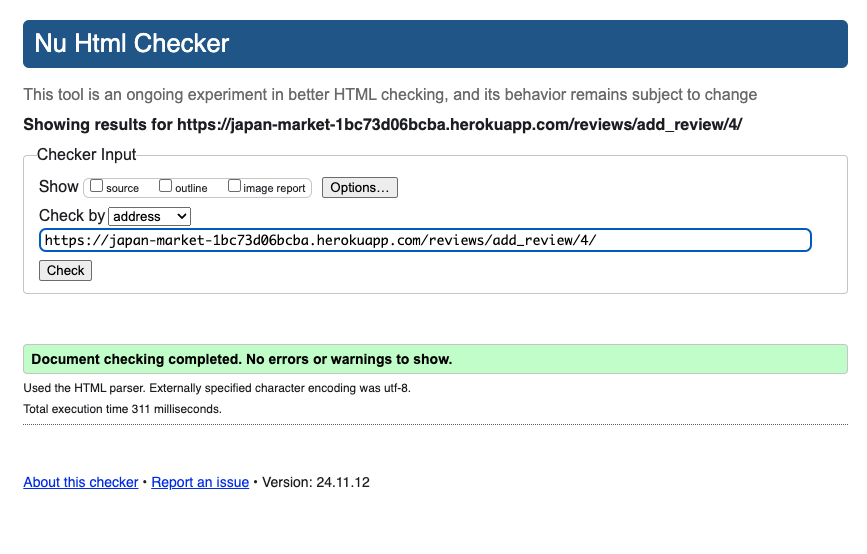 Nu Html Checker
This tool is an ongoing experiment in better HTML checking, and its behavior remains subject to change
Showing results for https://japan-market-1bc73d06bcba.herokuapp.com/reviews/add_review/4/
Checker Input
Show source outline image report Options...
Check by address
https://japan-market-1bc73d06bcba.herokuapp.com/reviews/add_review/4/
Check
Document checking completed. No errors or warnings to show.
Used the HTML parser. Externally specified character encoding was utf-8.
Total execution time 311 milliseconds.
About this checker • Report an issue • Version: 24.11.12